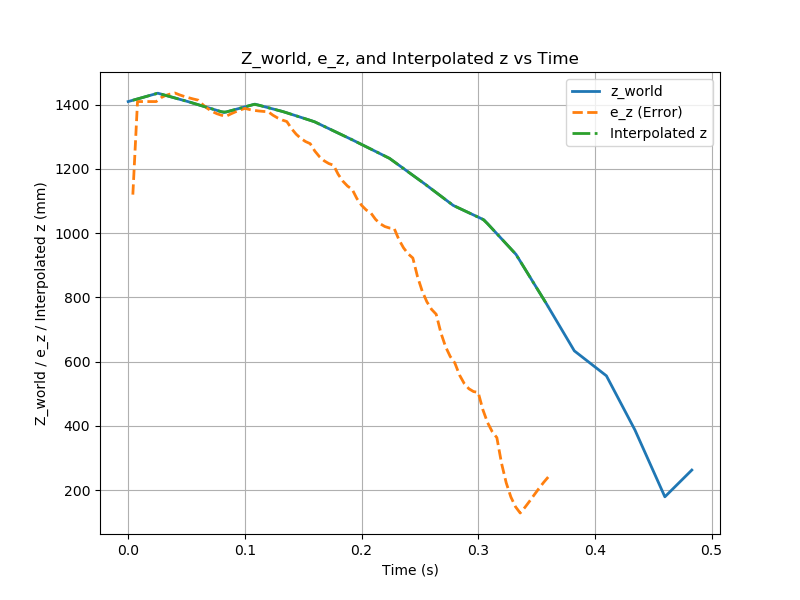 Z_world, e_z, and Interpolated z vs Time
z_world
e_z (Error)
Interpolated z
Z_world / e_z / Interpolated z (mm)
1400
1200
1000
800
600
400
200
0.0 0.1 0.2 0.3 0.4 0.5
Time (s)